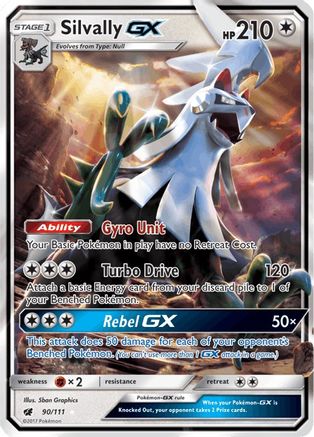 STAGE 1 Silvally GX HP 210
Evolves from Type: Null
Ability Gyro Unit
Your Basic Pokémon in play have no Retreat Cost.
Turbo Drive 120
Attach a basic Energy card from your discard pile to 1 of
your Benched Pokémon.
Rebel GX 50×
This attack does 50 damage for each of your opponent's
Benched Pokémon. (You can't use more than 1 GX attack in a game.)
weakness × 2 resistance retreat
Pokémon-GX rule
Illus. 5ban Graphics
When your Pokémon-GX is
Knocked Out, your opponent takes 2 Prize cards.
90/111
©2017 Pokémon